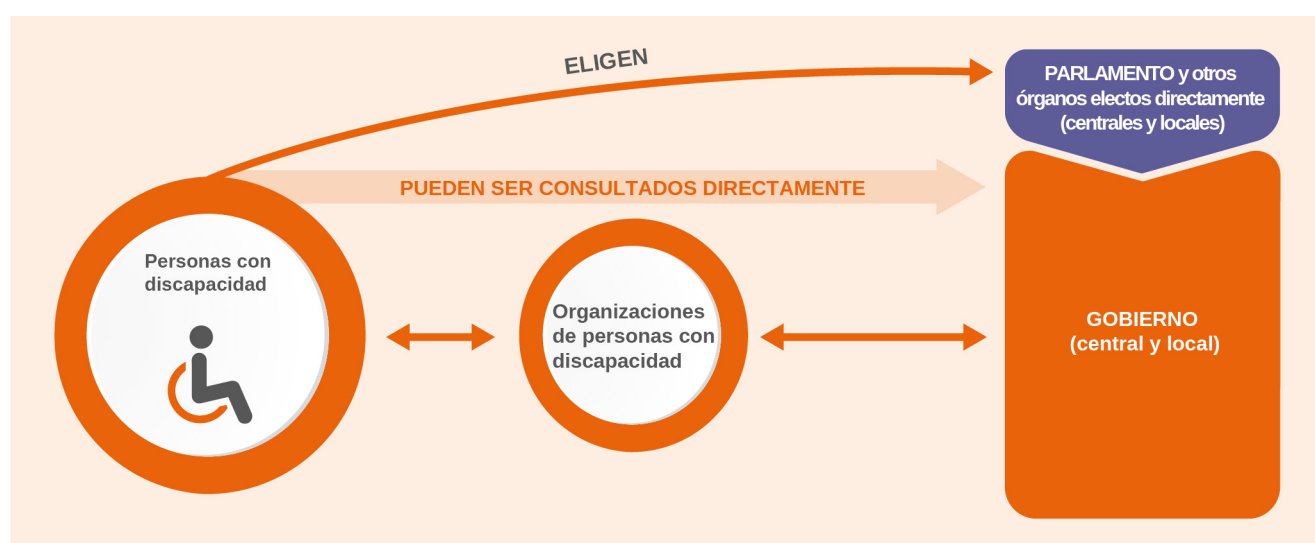 ELIGEN
PARLAMENTO y otros
órganos electos directamente
(centrales y locales)
PUEDEN SER CONSULTADOS DIRECTAMENTE
Personas con
discapacidad
Organizaciones
de personas con
discapacidad
GOBIERNO
(central y local)